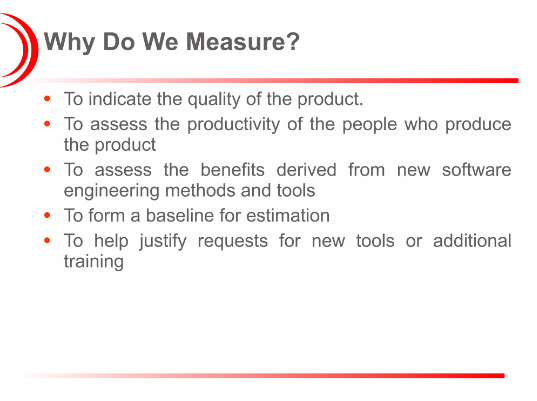 Why Do We Measure?
• To indicate the quality of the product.
• To assess the productivity of the people who produce
the product
• To assess the benefits derived from new software
engineering methods and tools
• To form a baseline for estimation
• To help justify requests for new tools or additional
training